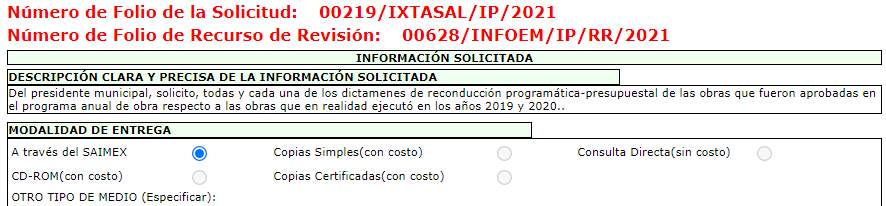 Número de Folio de la Solicitud: 00219/IXTASAL/IP/2021
Número de Folio de Recurso de Revisión: 00628/INFOEM/IP/RR/2021
INFORMACIÓN SOLICITADA
DESCRIPCIÓN CLARA Y PRECISA DE LA INFORMACIÓN SOLICITADA
Del presidente municipal, solicito, todas y cada una de los dictamenes de reconducción programática-presupuestal de las obras que fueron aprobadas en
el programa anual de obra respecto a las obras que en realidad ejecutó en los años 2019 y 2020..
MODALIDAD DE ENTREGA
A través del SAIMEX Copias Simples(con costo) Consulta Directa(sin costo)
CD-ROM(con costo) Copias Certificadas(con costo)
OTRO TIPO DE MEDIO (Especificar):